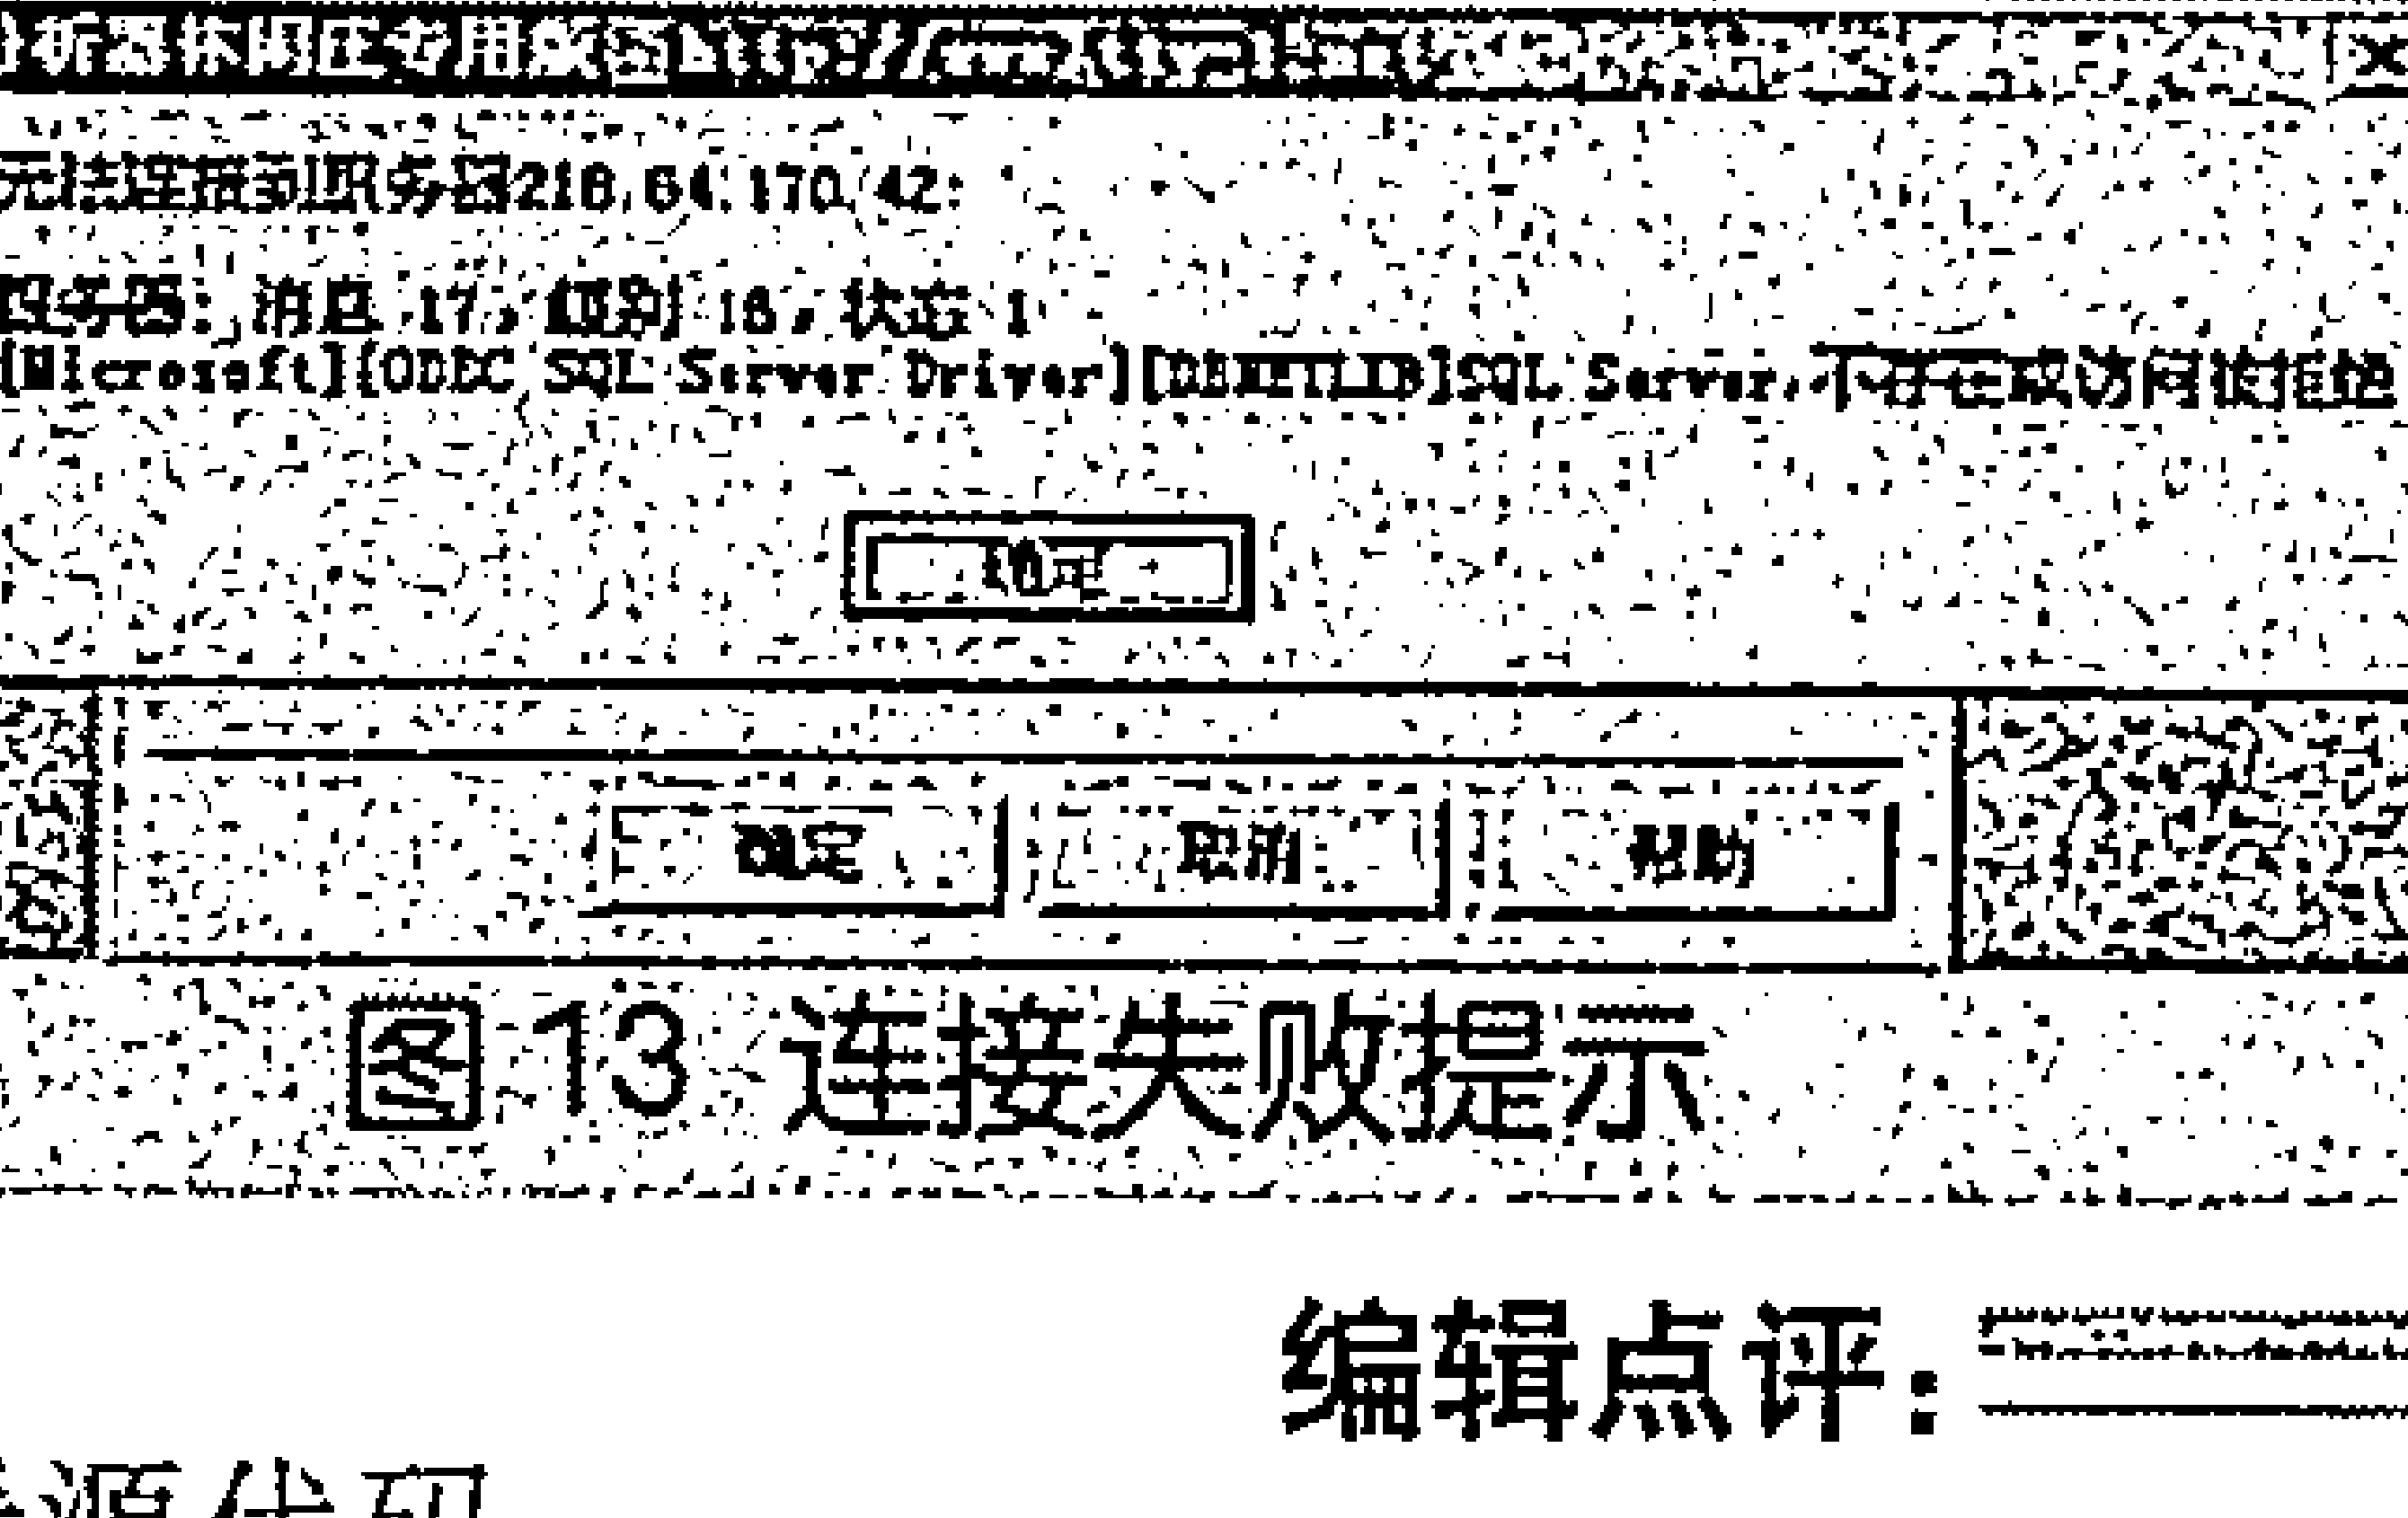 无法连接到服务器218.64.170.42:
消息 17, 级别 16, 状态 1
[Microsoft][ODBC SQL Server Driver][DBNETLIB]SQL Server 不存在或访问被拒绝
确定
确定 取消 帮助
图13 连接失败提示
编辑点评:
源代码